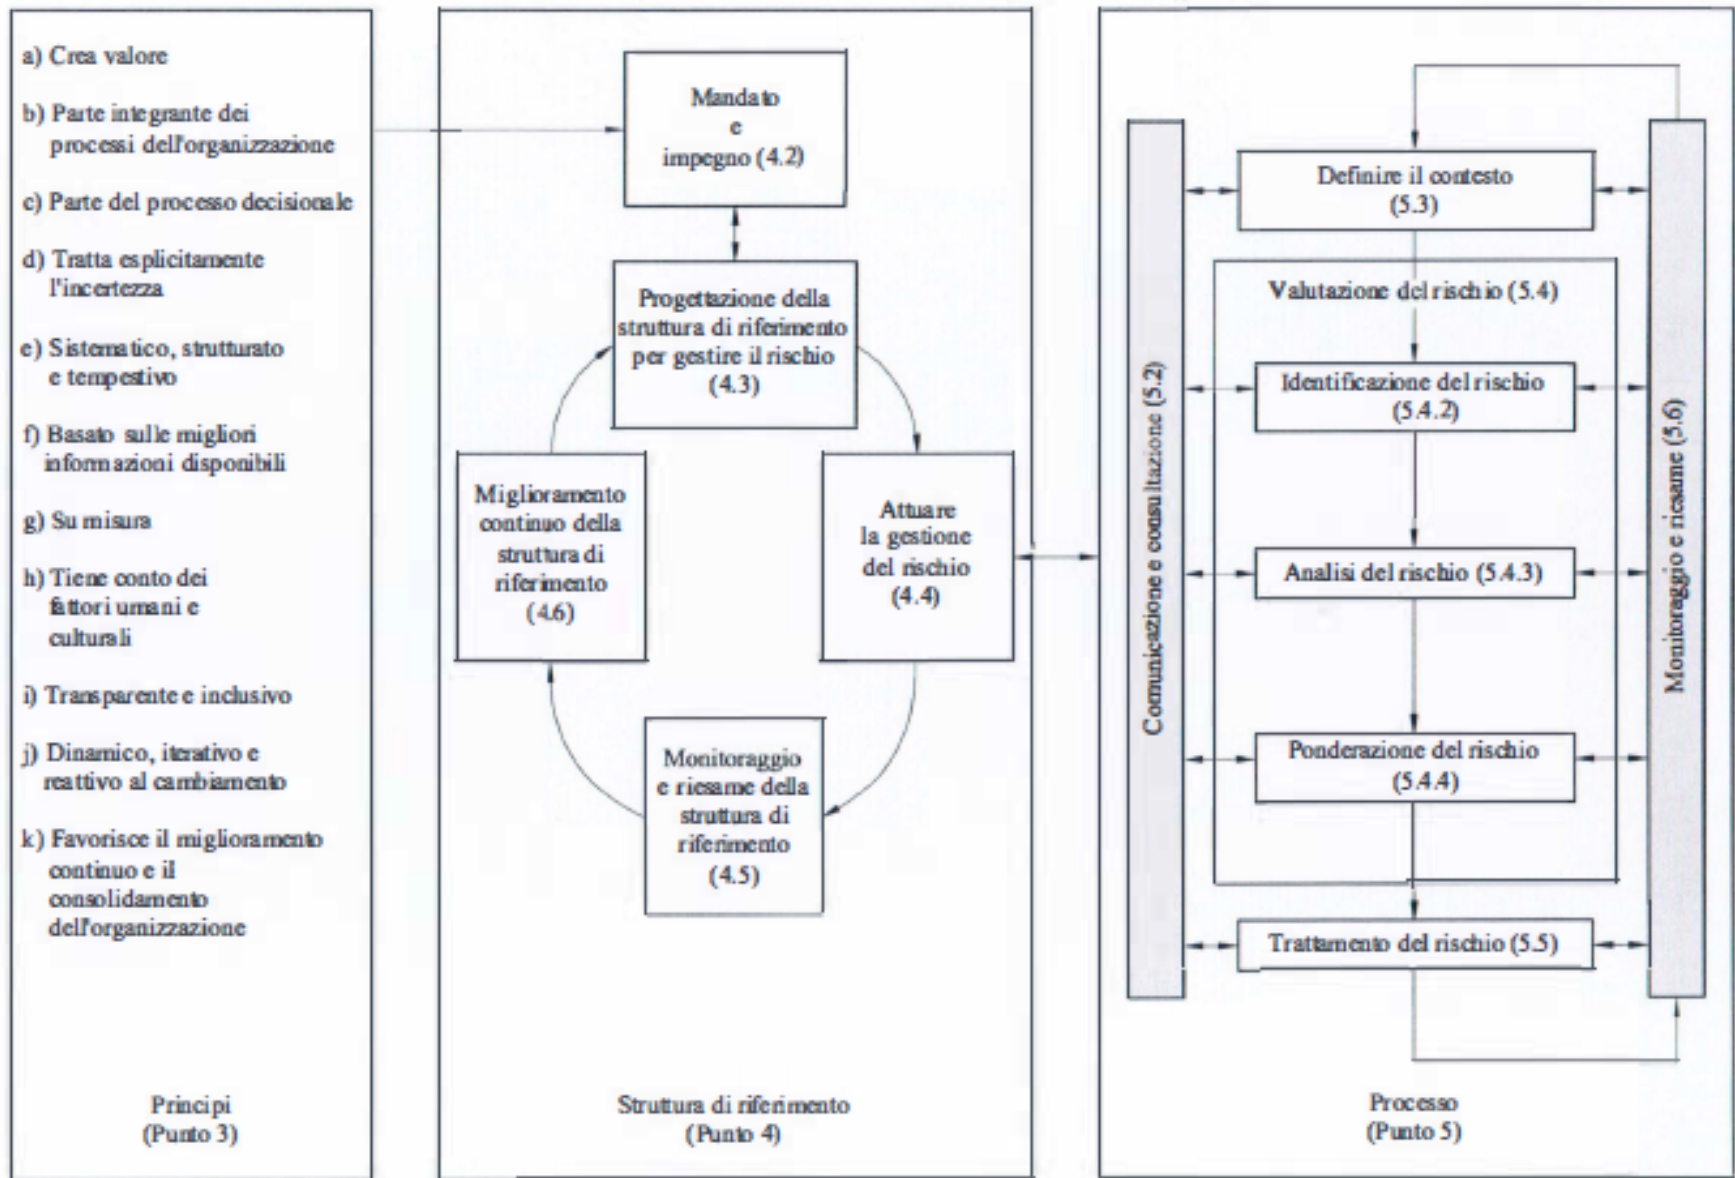 a) Crea valore
b) Parte integrante dei
processi dell'organizzazione
c) Parte del processo decisionale
d) Tratta esplicitamente
l'incertezza
e) Sistematico, strutturato
e tempestivo
f) Basato sulle migliori
informazioni disponibili
g) Su misura
h) Tiene conto dei
fattori umani e
culturali
i) Transparente e inclusivo
j) Dinamico, iterativo e
reattivo al cambiamento
k) Favorisce il miglioramento
continuo e il
consolidamento
dell'organizzazione
Principi
(Punto 3)
Mandato
e
impegno (4.2)
Progettazione della
struttura di riferimento
per gestire il rischio
(4.3)
Miglioramento
continuo della
struttura di
riferimento
(4.6)
Attuare
la gestione
del rischio
(4.4)
Monitoraggio
e riesame della
struttura di
riferimento
(4.5)
Struttura di riferimento
(Punto 4)
Comunicazione e consultazione (5.2)
Definire il contesto
(5.3)
Valutazione del rischio (5.4)
Identificazione del rischio
(5.4.2)
Analisi del rischio (5.4.3)
Ponderazione del rischio
(5.4.4)
Trattamento del rischio (5.5)
Monitoraggio e riesame (5.6)
Processo
(Punto 5)